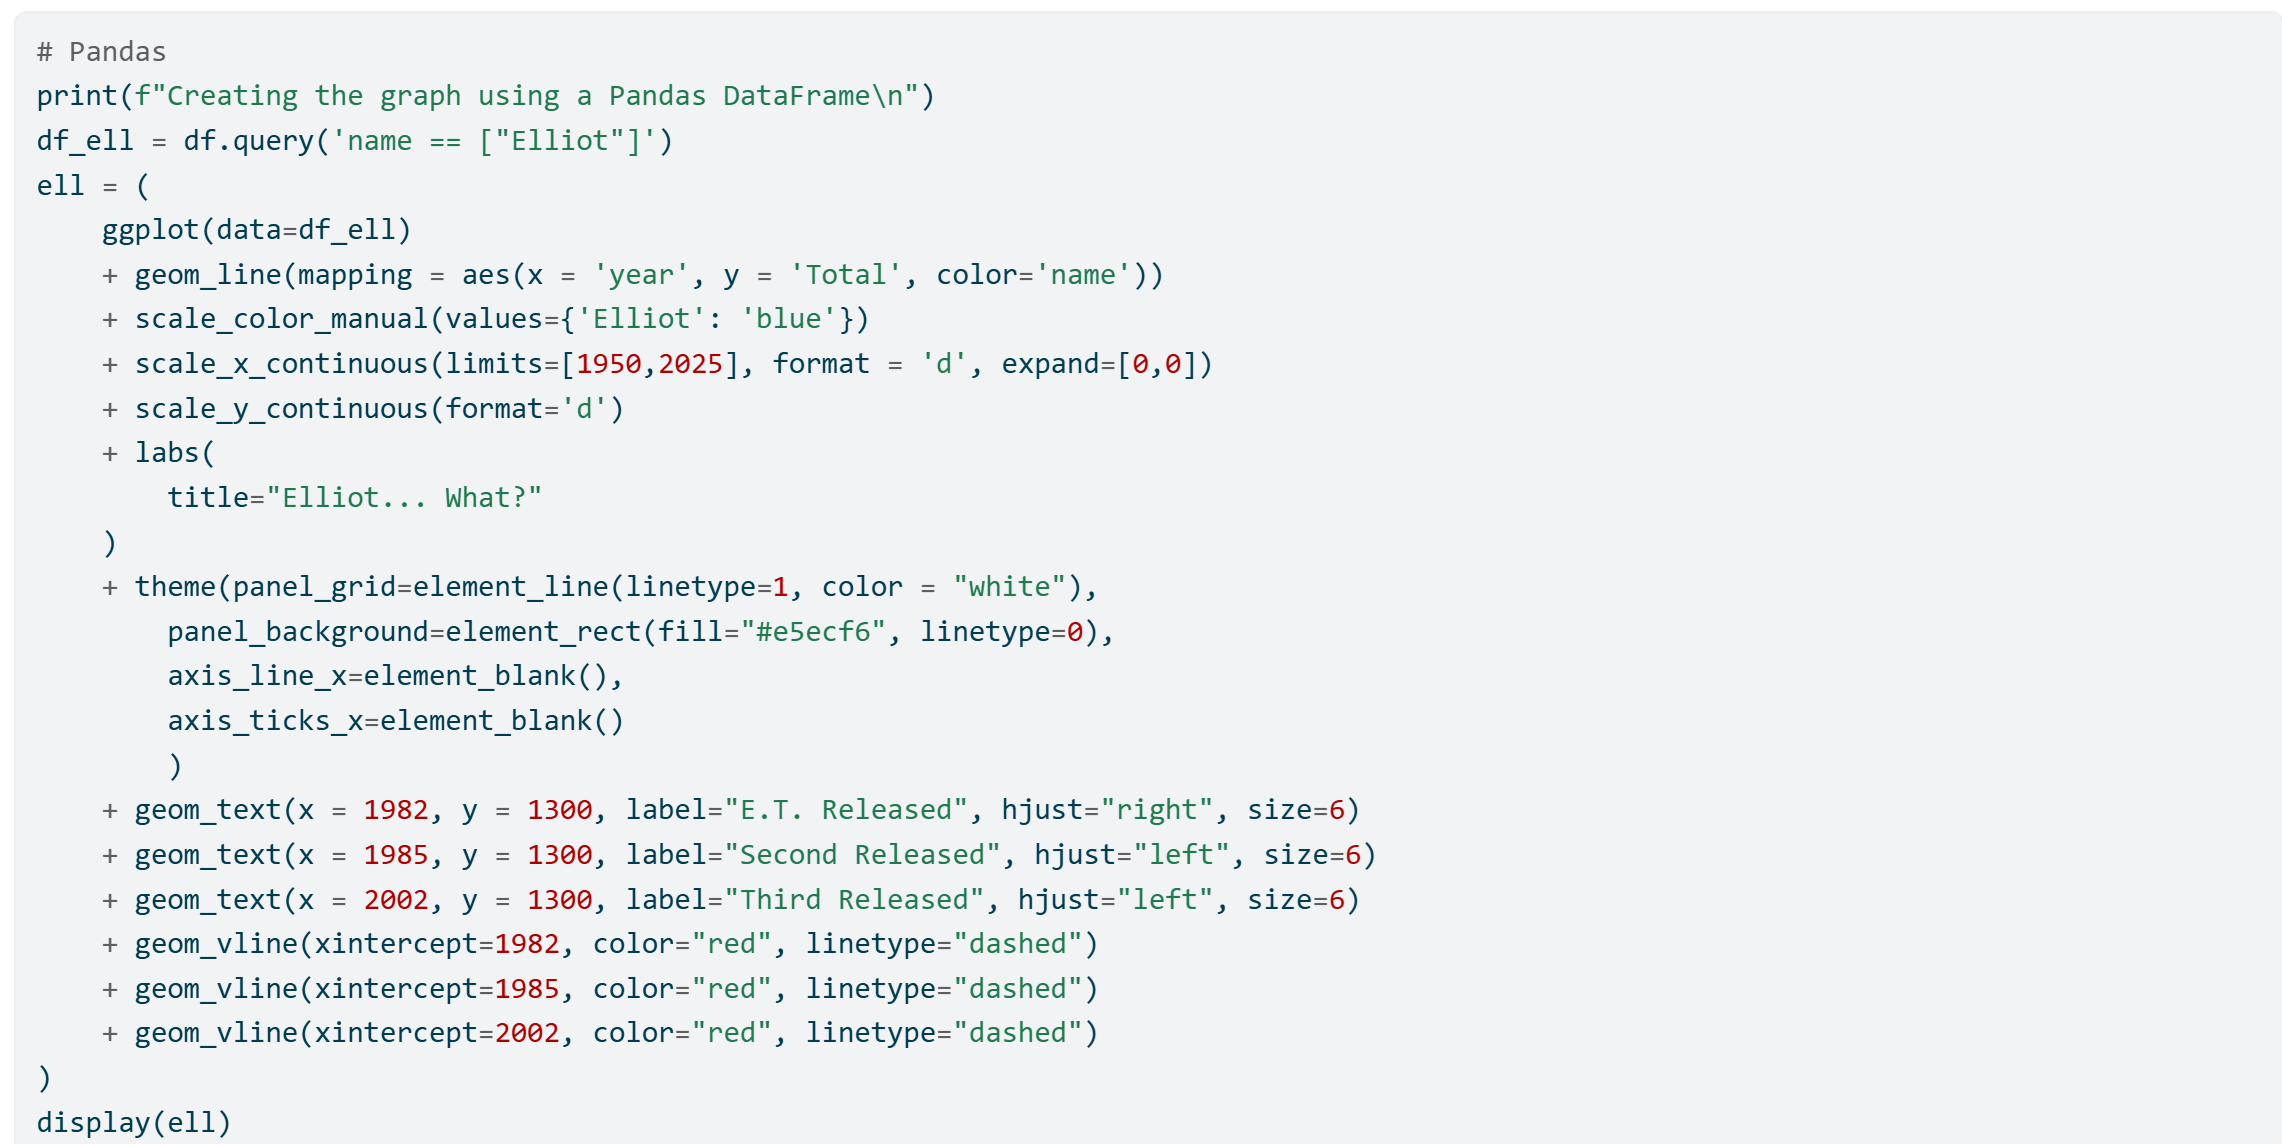 # Pandas
print(f"Creating the graph using a Pandas DataFrame\n")
df_ell = df.query('name == ["Elliot"]')
ell = (
    ggplot(data=df_ell)
    + geom_line(mapping = aes(x = 'year', y = 'Total', color='name'))
    + scale_color_manual(values={'Elliot': 'blue'})
    + scale_x_continuous(limits=[1950,2025], format = 'd', expand=[0,0])
    + scale_y_continuous(format='d')
    + labs(
        title="Elliot... What?"
    )
    + theme(panel_grid=element_line(linetype=1, color = "white"),
        panel_background=element_rect(fill="#e5ecf6", linetype=0),
        axis_line_x=element_blank(),
        axis_ticks_x=element_blank()
        )
    + geom_text(x = 1982, y = 1300, label="E.T. Released", hjust="right", size=6)
    + geom_text(x = 1985, y = 1300, label="Second Released", hjust="left", size=6)
    + geom_text(x = 2002, y = 1300, label="Third Released", hjust="left", size=6)
    + geom_vline(xintercept=1982, color="red", linetype="dashed")
    + geom_vline(xintercept=1985, color="red", linetype="dashed")
    + geom_vline(xintercept=2002, color="red", linetype="dashed")
)
display(ell)